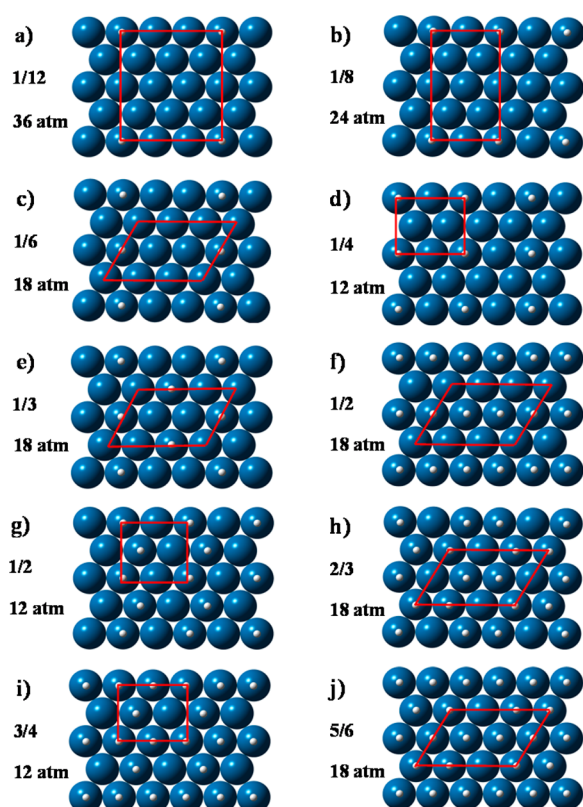 a)
1/12
36 atm
b)
1/8
24 atm
c)
1/6
18 atm
d)
1/4
12 atm
e)
1/3
18 atm
f)
1/2
18 atm
g)
1/2
12 atm
h)
2/3
18 atm
i)
3/4
12 atm
j)
5/6
18 atm